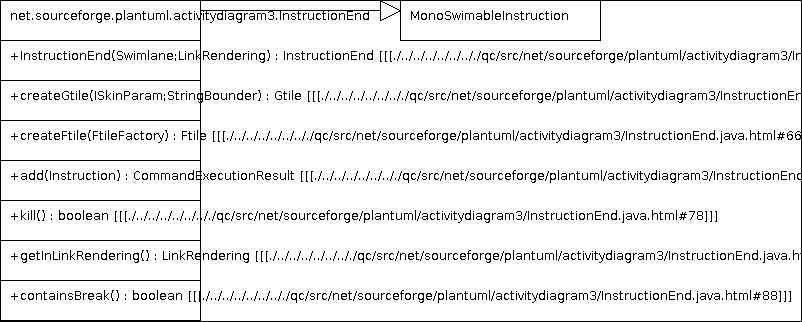 net.sourceforge.plantuml.activitydiagram3.InstructionEnd
MonoSwimableInstruction
+InstructionEnd(Swimlane;LinkRendering) : InstructionEnd [[[./../../../../../../../qc/src/net/sourceforge/plantuml/activitydiagram3/In
+createGtile(ISkinParam;StringBounder) : Gtile [[[./../../../../../../../qc/src/net/sourceforge/plantuml/activitydiagram3/InstructionEn
+createFtile(FtileFactory) : Ftile [[[./../../../../../../../qc/src/net/sourceforge/plantuml/activitydiagram3/InstructionEnd.java.html#66
+add(Instruction) : CommandExecutionResult [[[./../../../../../../../qc/src/net/sourceforge/plantuml/activitydiagram3/InstructionEnd
+kill() : boolean [[[./../../../../../../../qc/src/net/sourceforge/plantuml/activitydiagram3/InstructionEnd.java.html#78]]]
+getInLinkRendering() : LinkRendering [[[./../../../../../../../qc/src/net/sourceforge/plantuml/activitydiagram3/InstructionEnd.java.h
+containsBreak() : boolean [[[./../../../../../../../qc/src/net/sourceforge/plantuml/activitydiagram3/InstructionEnd.java.html#88]]]